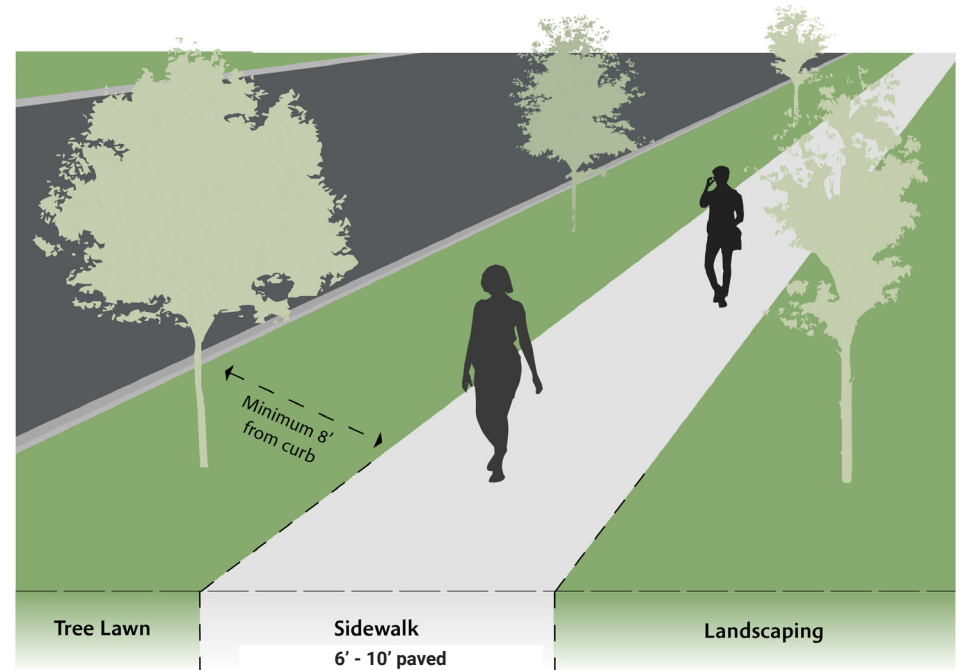 Minimum 8’
from curb
Tree Lawn
Sidewalk
6’ - 10’ paved
Landscaping